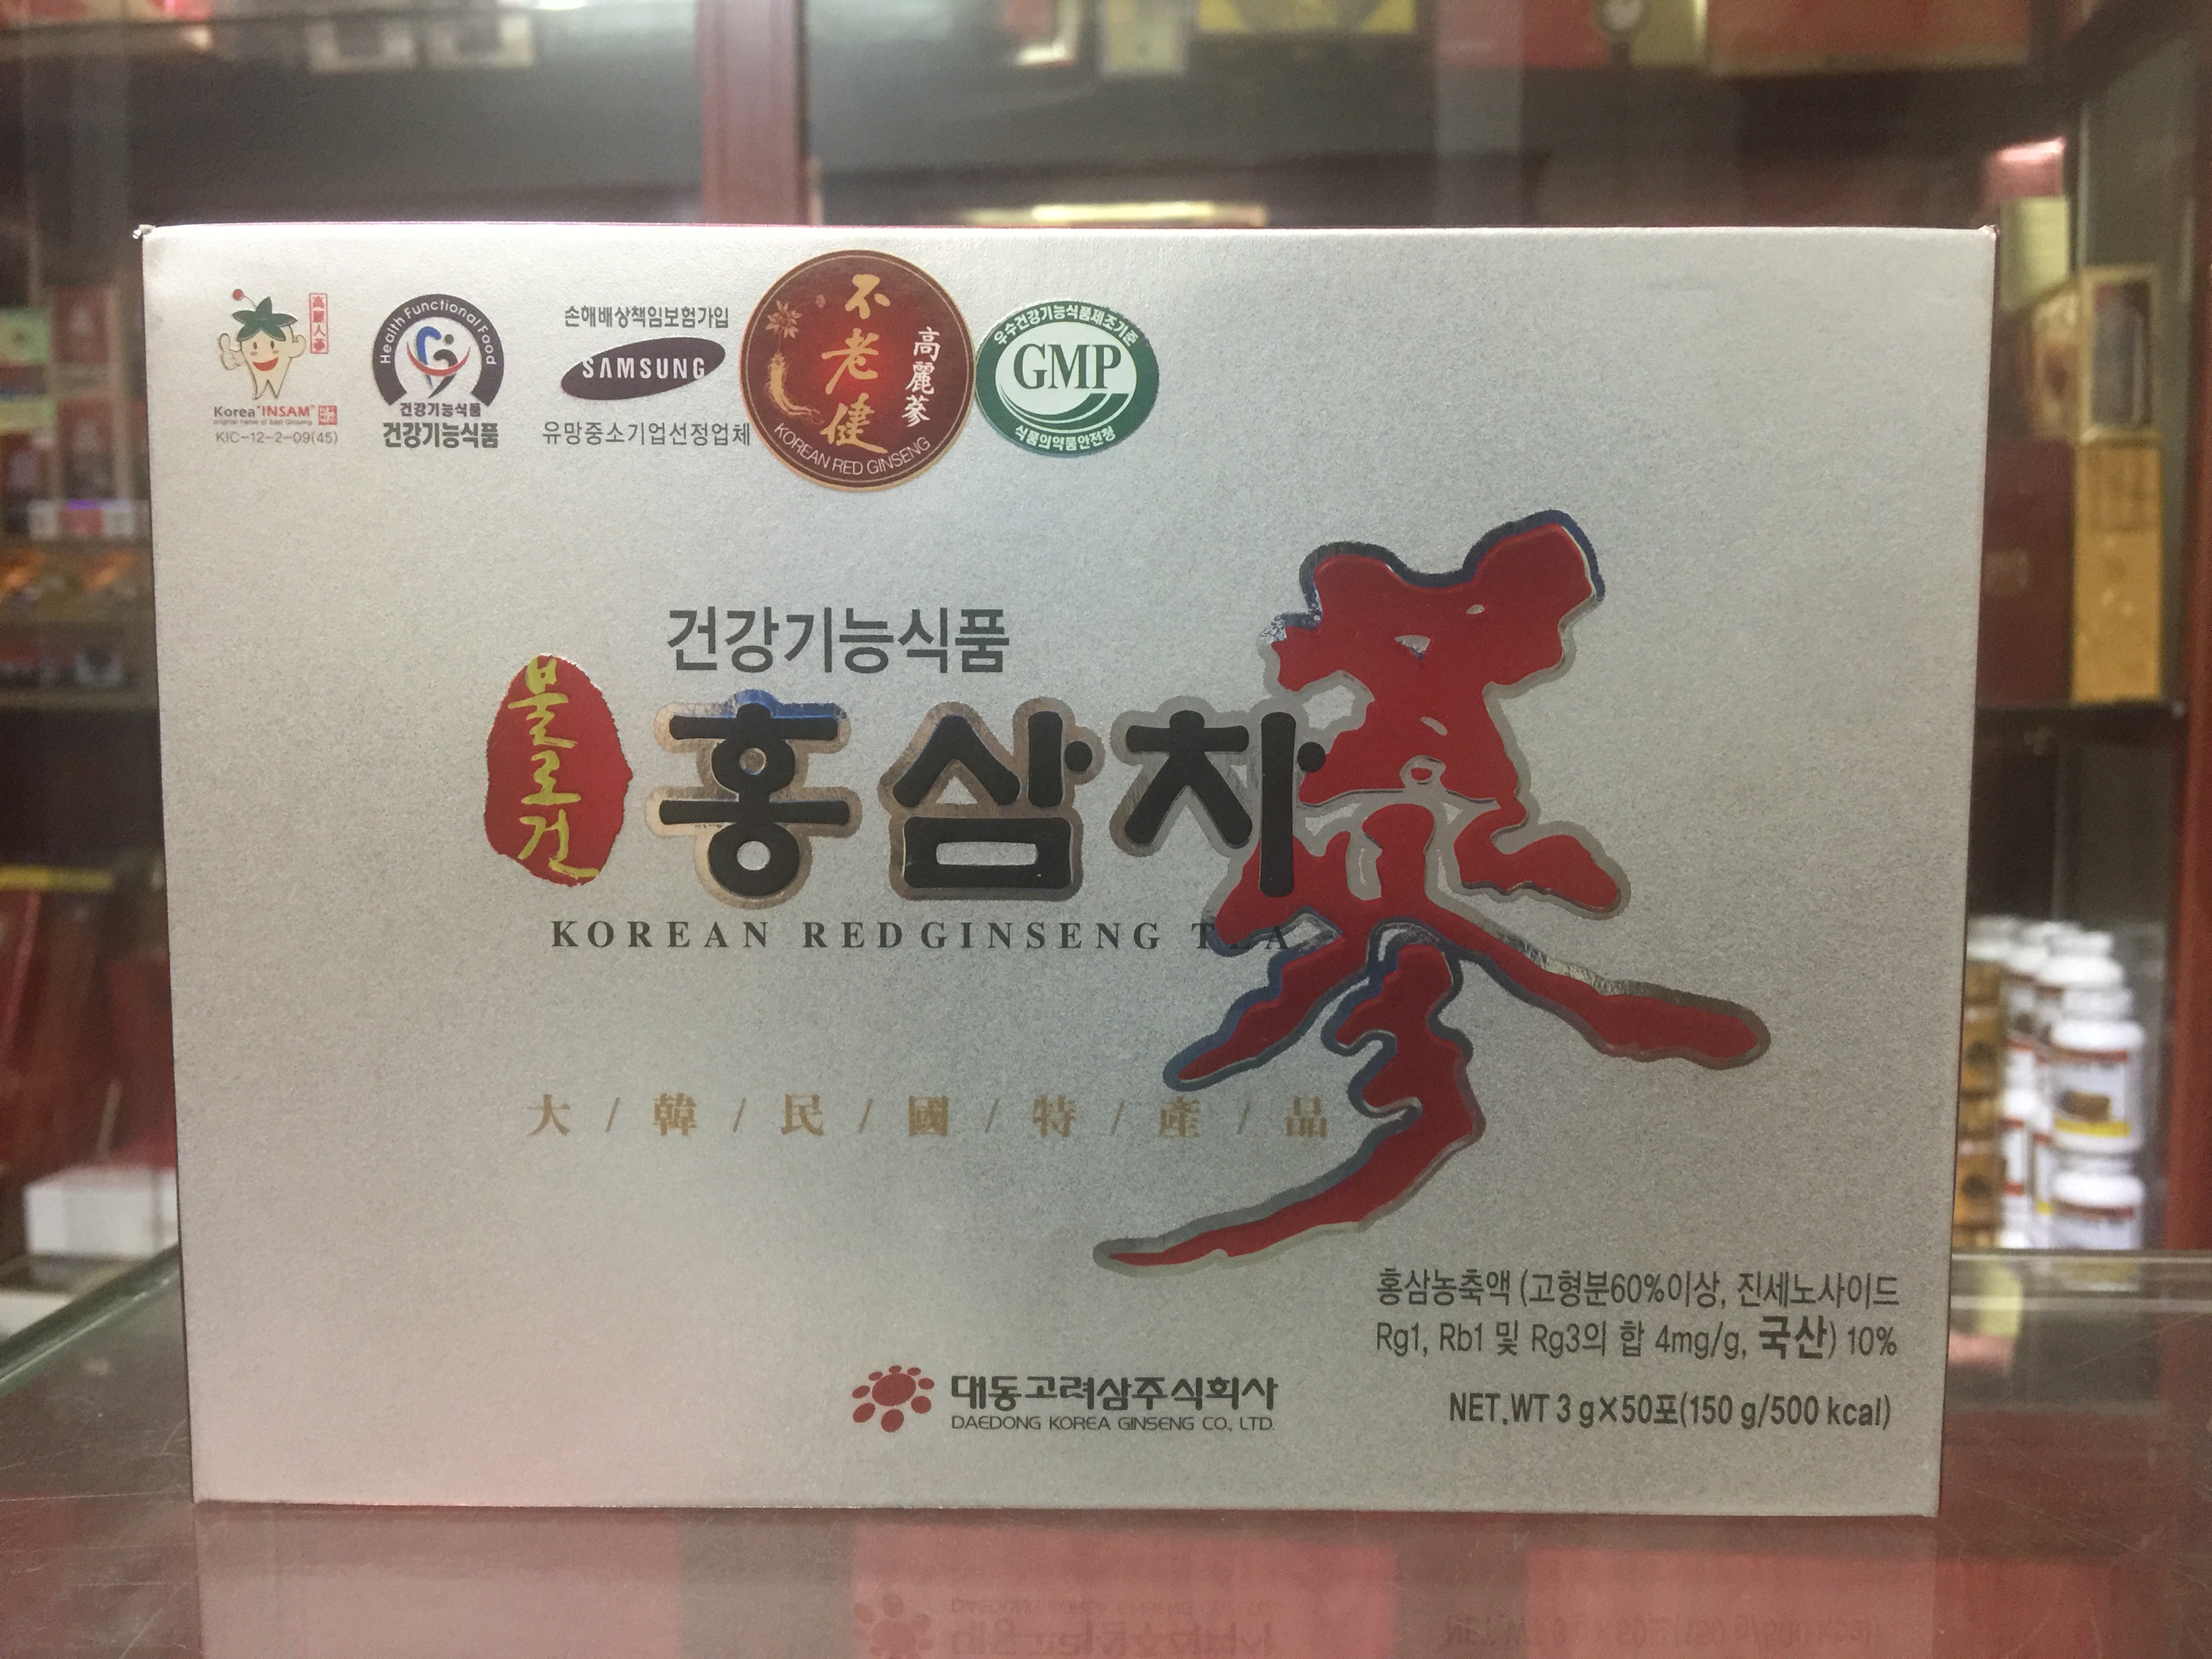 高麗人蔘
Korea "INSAM"
original name of best Ginseng
KIC-12-2-09(45)
Health Functional Food
건강기능식품
건강기능식품
손해배상책임보험가입
SAMSUNG
유망중소기업선정업체
不老健
高麗蔘
KOREAN RED GINSENG
우수건강기능식품제조기준
GMP
식품의약품안전청
건강기능식품
불로건
홍삼차
蔘
KOREAN REDGINSENG TEA
大/韓/民/國/特/產/品
홍삼농축액 (고형분60%이상, 진세노사이드
Rg1, Rb1 및 Rg3의 합 4mg/g, 국산) 10%
대동고려삼주식회사
DAEDONG KOREA GINSENG CO., LTD.
NET.WT 3 g×50포(150 g/500 kcal)